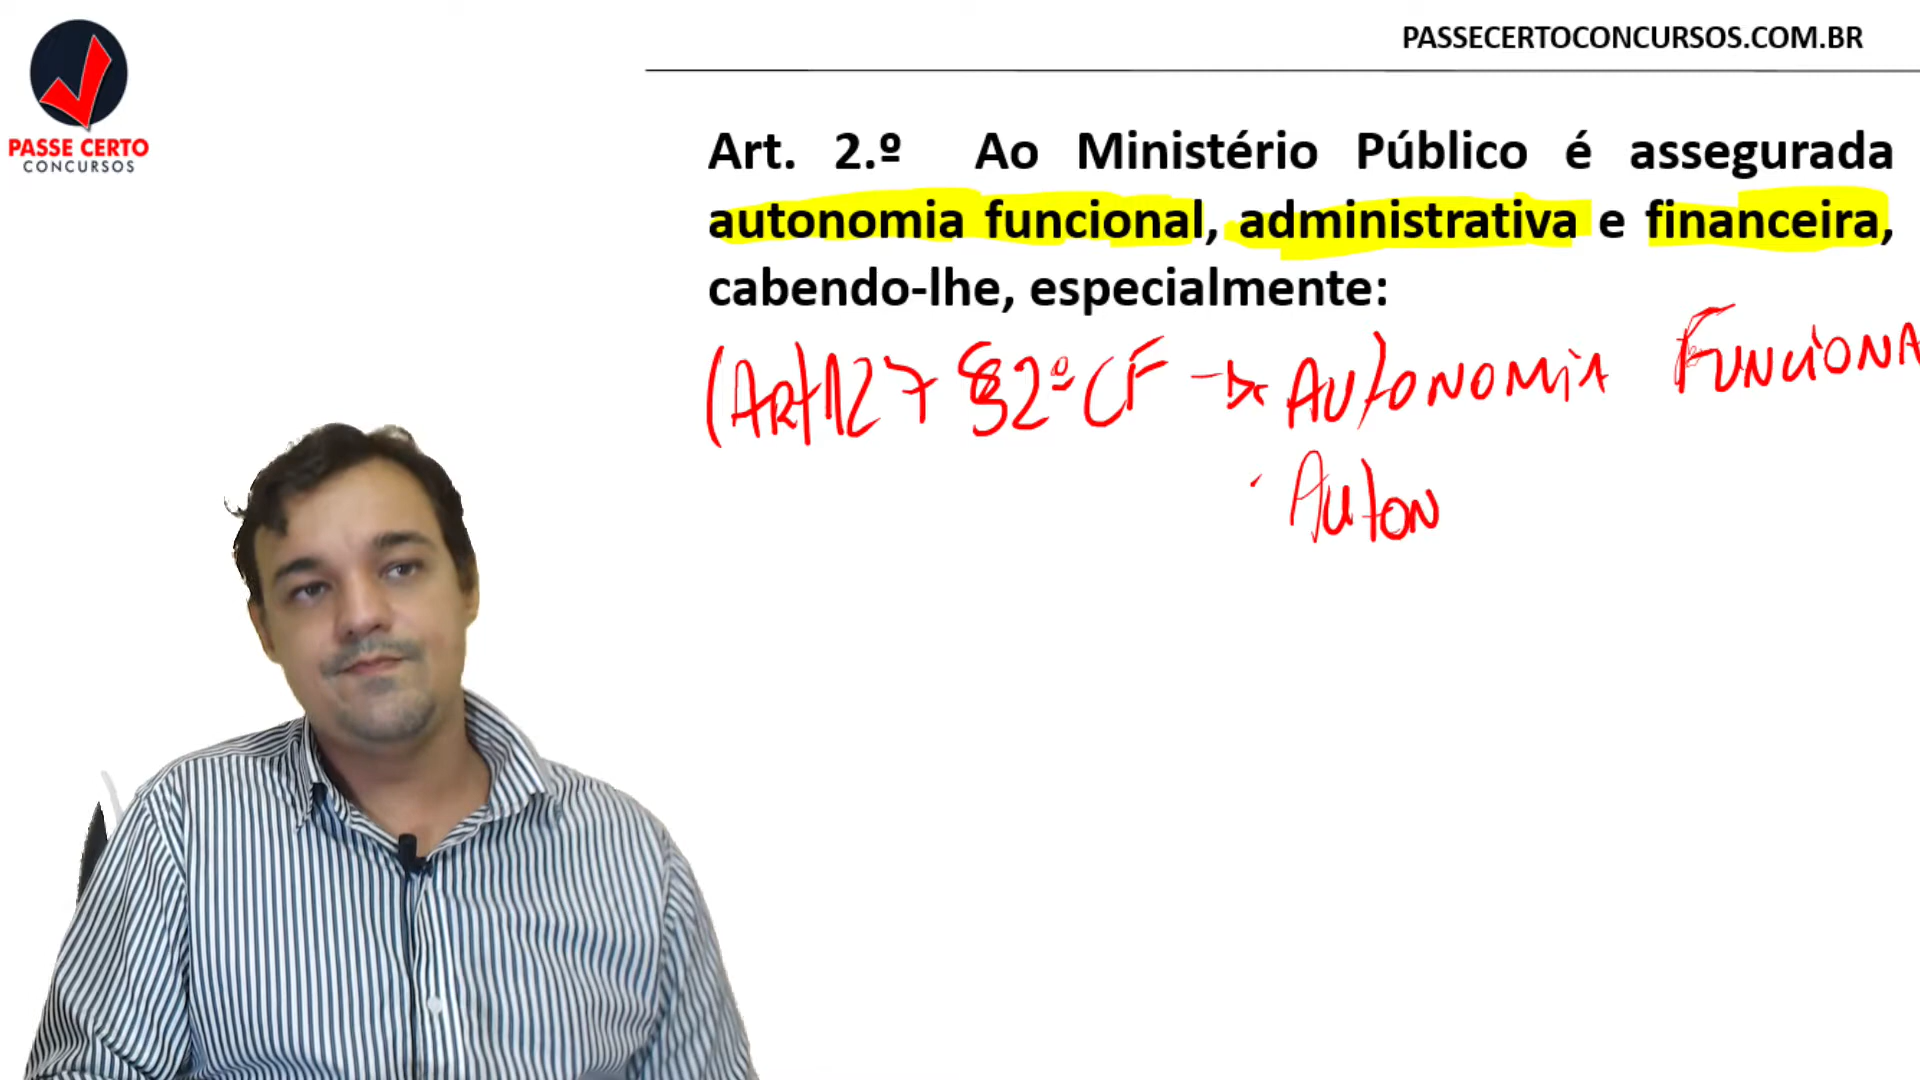 PASSECERTOCONCURSOS.COM.BR
PASSE CERTO
CONCURSOS
Art. 2.º Ao Ministério Público é assegurada
autonomia funcional, administrativa e financeira,
cabendo-lhe, especialmente:
(Art 127 §2º CF → AUTONOMIA FUNCIONA
AUTON